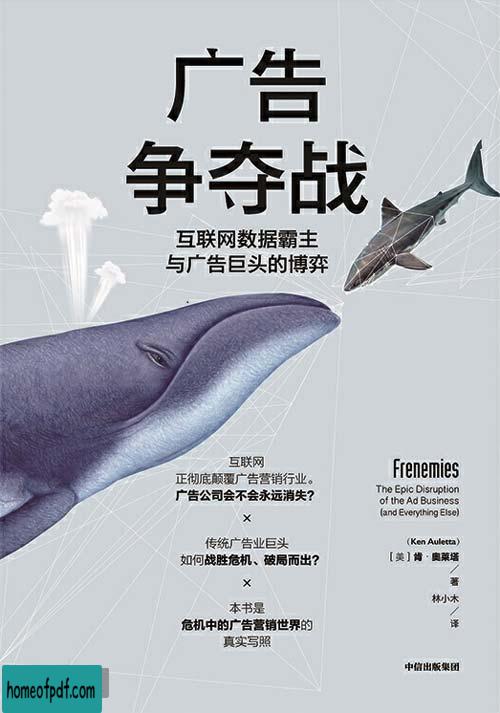 广告
争夺战
互联网数据霸主
与广告巨头的博弈
互联网
正彻底颠覆广告营销行业。
广告公司会不会永远消失?
×
传统广告业巨头
如何战胜危机、破局而出?
×
本书是
危机中的广告营销世界的
真实写照
Frenemies
The Epic Disruption
of the Ad Business
(and Everything Else)
(Ken Auletta)
[美]肯·奥莱塔
著
林小木
译
中信出版集团
homeofpdf.com